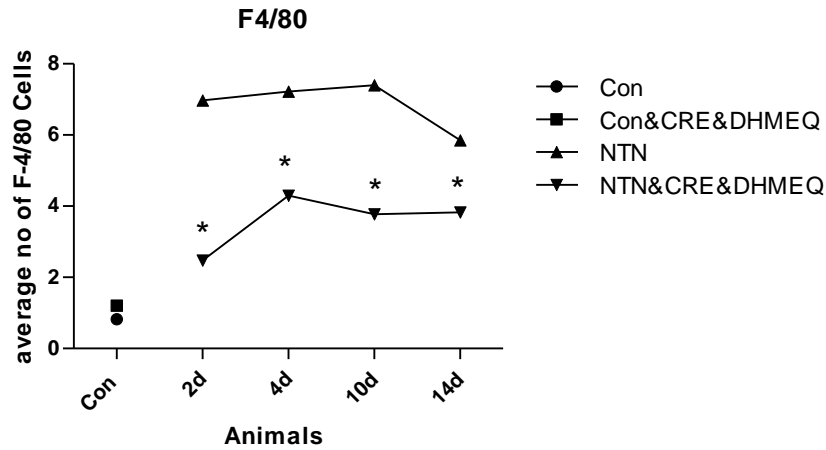 F4/80
average no of F-4/80 Cells
8
6
4
2
0
*
*
*
*
Con
2d
4d
10d
14d
Animals
Con
Con&CRE&DHMEQ
NTN
NTN&CRE&DHMEQ